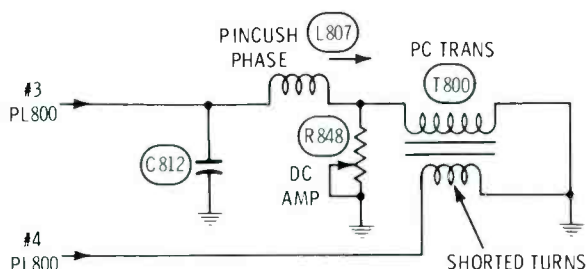 PINCUSH
PHASE
L807
PC TRANS
T800
#3
PL800
C812
R848
DC
AMP
#4
PL800
SHORTED TURNS